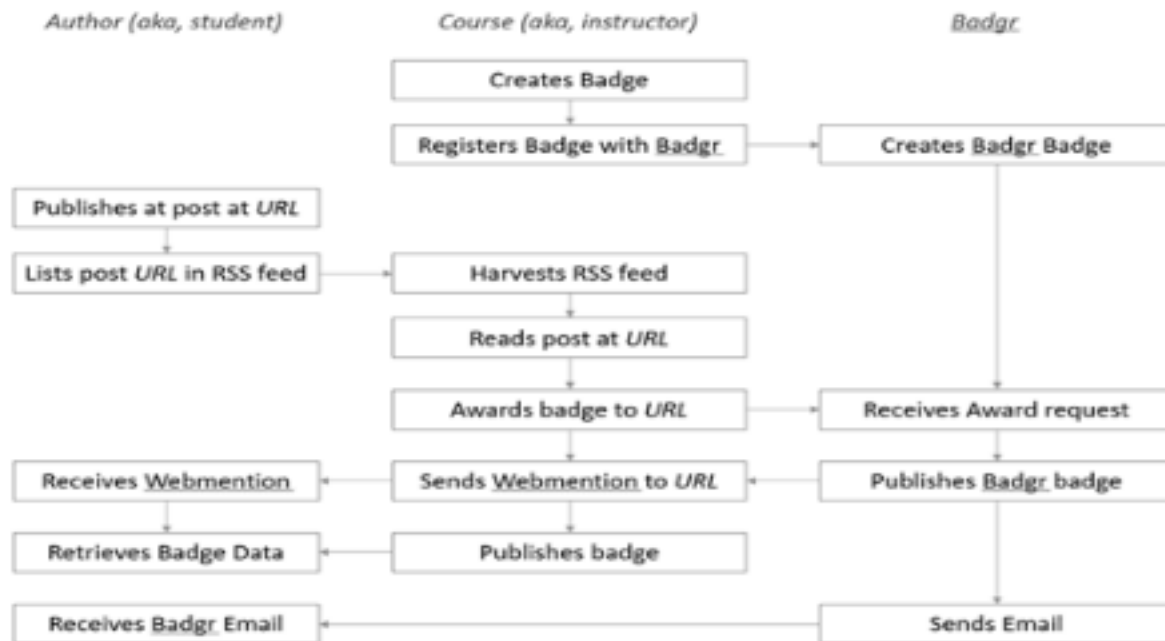 Author (aka, student)
Course (aka, instructor)
Badgr
Creates Badge
Registers Badge with Badgr
Creates Badgr Badge
Publishes at post at URL
Lists post URL in RSS feed
Harvests RSS feed
Reads post at URL
Awards badge to URL
Receives Award request
Receives Webmention
Sends Webmention to URL
Publishes Badgr badge
Retrieves Badge Data
Publishes badge
Receives Badgr Email
Sends Email